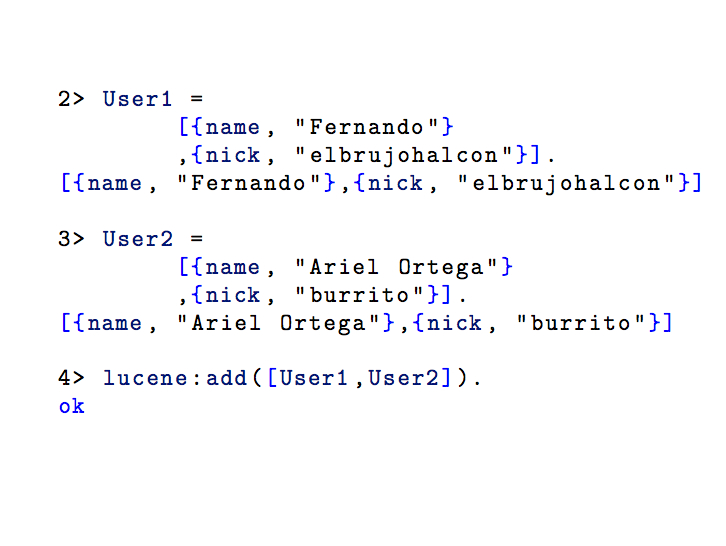 2> User1 =
[{name, "Fernando"}
,{nick, "elbrujohalcon"}].
[{name, "Fernando"},{nick, "elbrujohalcon"}]
3> User2 =
[{name, "Ariel Ortega"}
,{nick, "burrito"}].
[{name, "Ariel Ortega"},{nick, "burrito"}]
4> lucene:add([User1,User2]).
ok